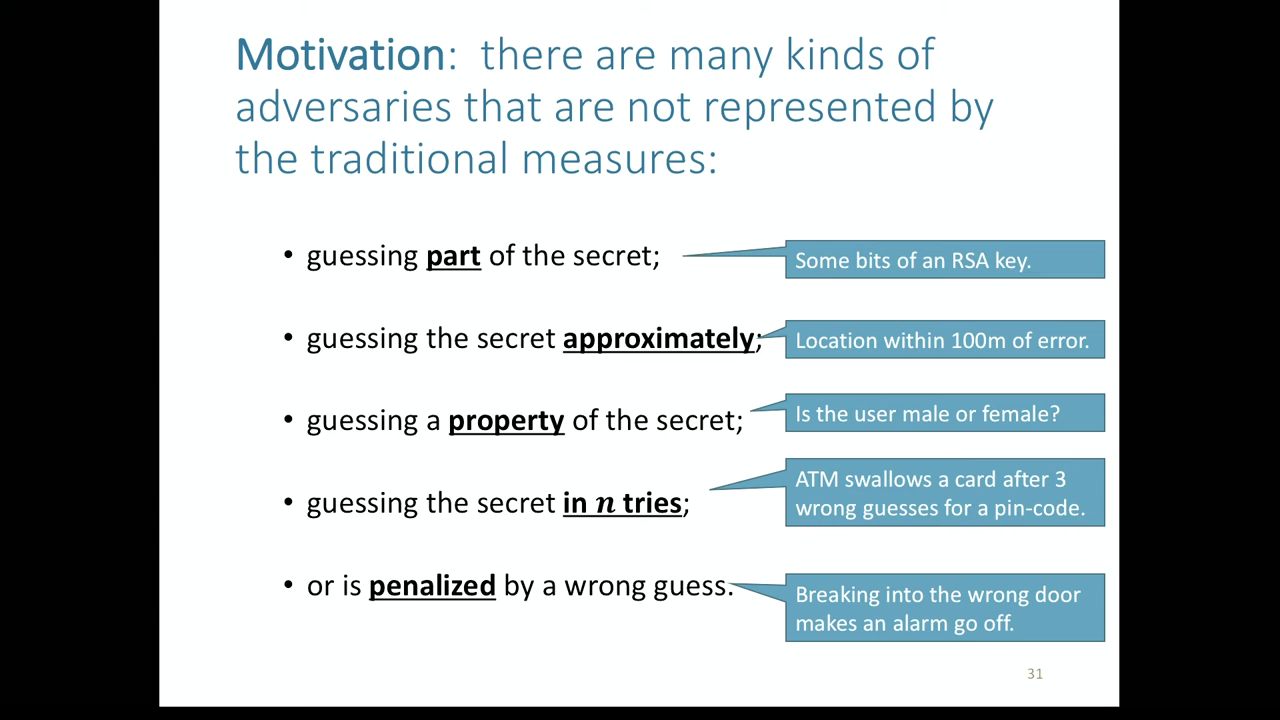 Motivation: there are many kinds of
adversaries that are not represented by
the traditional measures:
• guessing part of the secret;
Some bits of an RSA key.
• guessing the secret approximately;
Location within 100m of error.
• guessing a property of the secret;
Is the user male or female?
• guessing the secret in n tries;
ATM swallows a card after 3
wrong guesses for a pin-code.
• or is penalized by a wrong guess.
Breaking into the wrong door
makes an alarm go off.
31